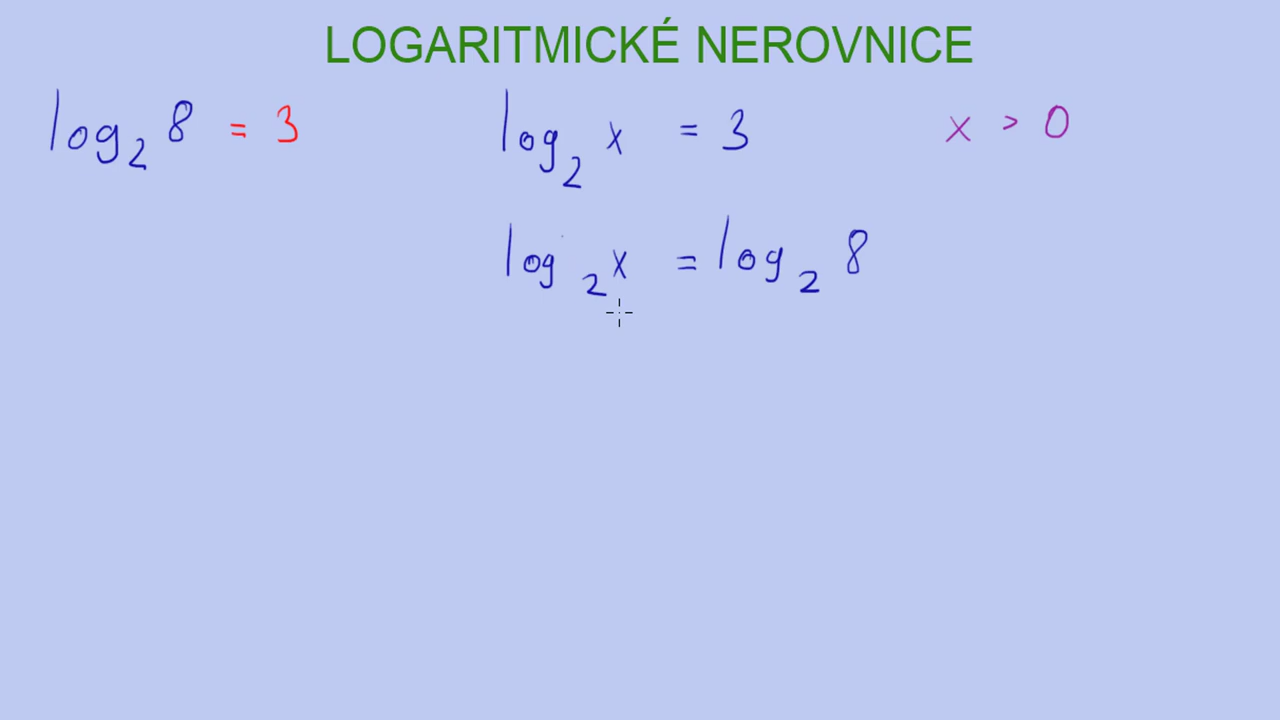 LOGARITMICKÉ NEROVNICE
log₂ 8 = 3 log₂ x = 3 x > 0
log₂ x = log₂ 8